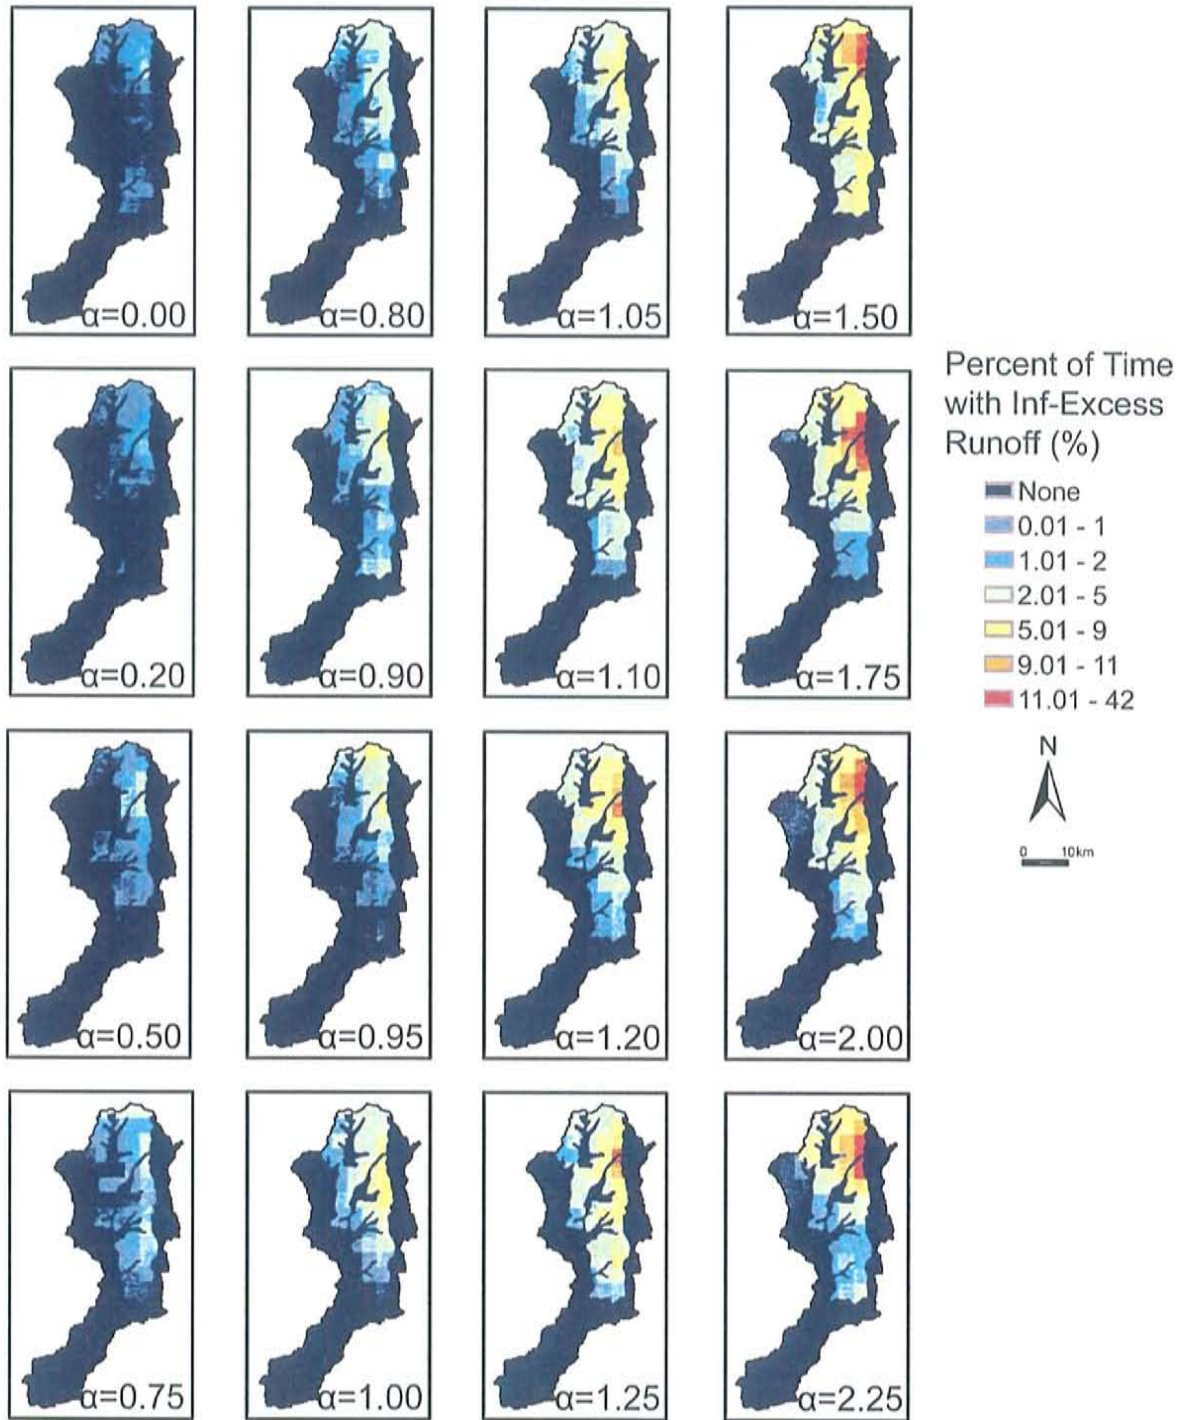 α=0.00
α=0.80
α=1.05
α=1.50
α=0.20
α=0.90
α=1.10
α=1.75
α=0.50
α=0.95
α=1.20
α=2.00
α=0.75
α=1.00
α=1.25
α=2.25
Percent of Time
with Inf-Excess
Runoff (%)
None
0.01 - 1
1.01 - 2
2.01 - 5
5.01 - 9
9.01 - 11
11.01 - 42
N
0 10km